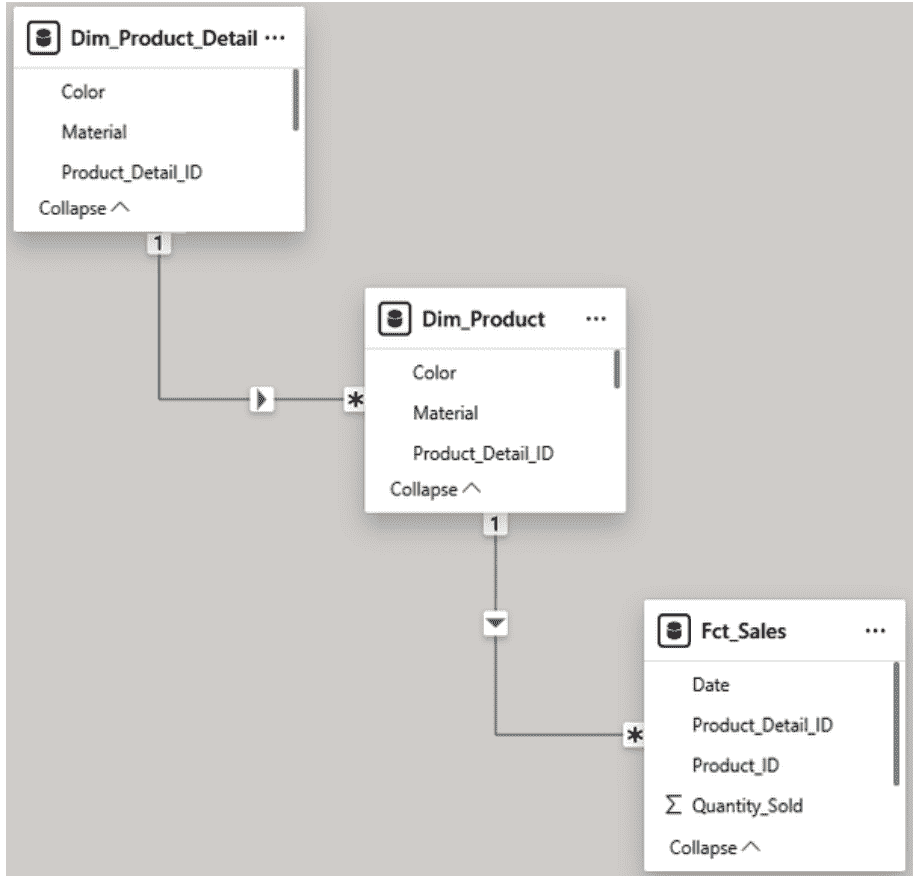 Dim_Product_Detail ...
Color
Material
Product_Detail_ID
Collapse
1
*
Dim_Product ...
Color
Material
Product_Detail_ID
Collapse
1
*
Fct_Sales ...
Date
Product_Detail_ID
Product_ID
Σ Quantity_Sold
Collapse